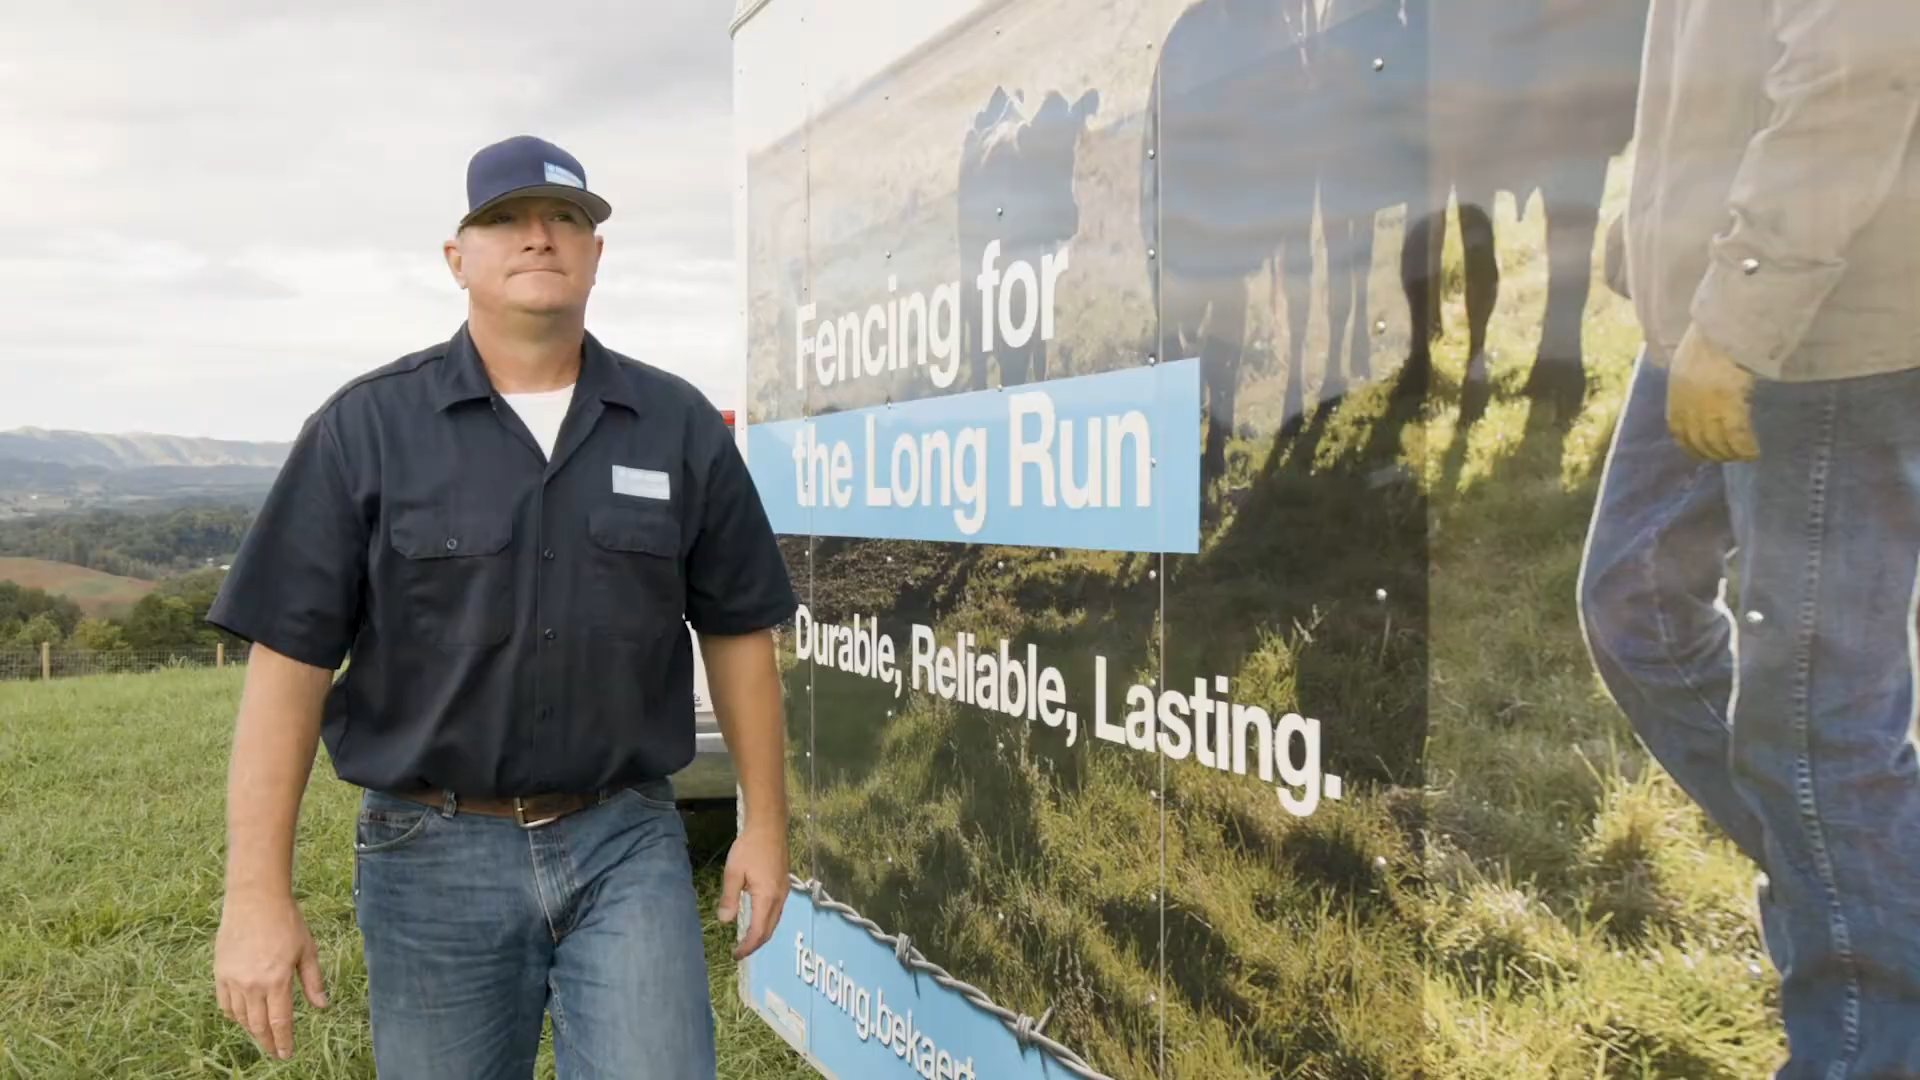 Fencing for
the Long Run
Durable, Reliable, Lasting.
fencing.bekaert